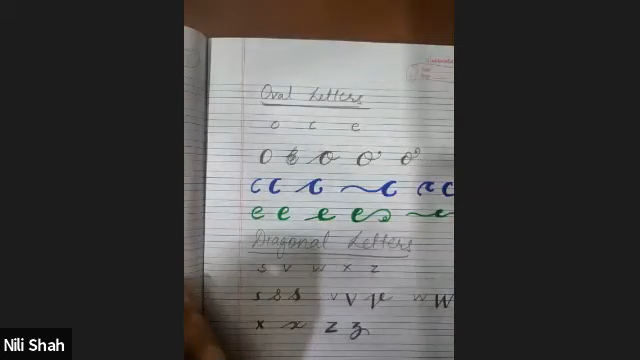 Oval Letters
o c e
o o o o o
c c c c c c
e e e e e
Diagonal Letters
s v w x z
s s s v v v w w
x x z z
Nili Shah